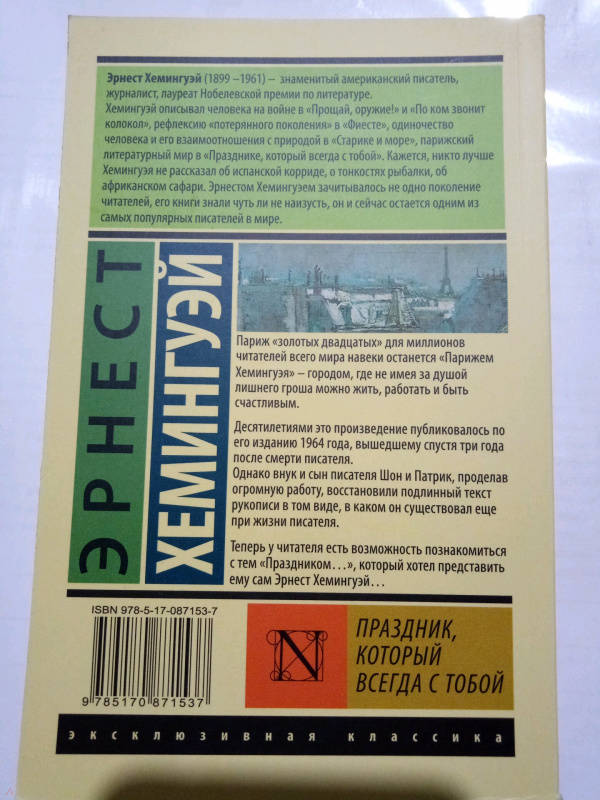 Эрнест Хемингуэй (1899 –1961) – знаменитый американский писатель,
журналист, лауреат Нобелевской премии по литературе.
Хемингуэй описывал человека на войне в «Прощай, оружие!» и «По ком звонит
колокол», рефлексию «потерянного поколения» в «Фиесте», одиночество
человека и его взаимоотношения с природой в «Старике и море», парижский
литературный мир в «Празднике, который всегда с тобой». Кажется, никто лучше
Хемингуэя не рассказал об испанской корриде, о тонкостях рыбалки, об
африканском сафари. Эрнестом Хемингуэем зачитывалось не одно поколение
читателей, его книги знали чуть ли не наизусть, он и сейчас остается одним из
самых популярных писателей в мире.
ЭРНЕСТ
ХЕМИНГУЭЙ
Париж «золотых двадцатых» для миллионов
читателей всего мира навеки останется «Парижем
Хемингуэя» – городом, где не имея за душой
лишнего гроша можно жить, работать и быть
счастливым.
Десятилетиями это произведение публиковалось по
его изданию 1964 года, вышедшему спустя три года
после смерти писателя.
Однако внук и сын писателя Шон и Патрик, проделав
огромную работу, восстановили подлинный текст
рукописи в том виде, в каком он существовал еще
при жизни писателя.
Теперь у читателя есть возможность познакомиться
с тем «Праздником…», который хотел представить
ему сам Эрнест Хемингуэй…
ISBN 978-5-17-087153-7
9 785170 871537
N
ПРАЗДНИК,
КОТОРЫЙ
ВСЕГДА С ТОБОЙ
эксклюзивная классика